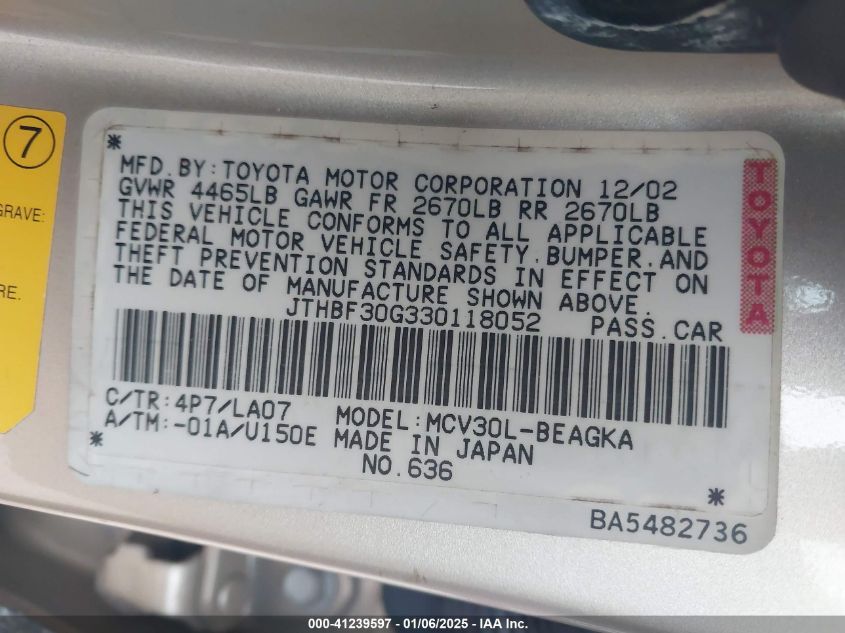 7
GRAVE:
RE.
*
MFD.BY:TOYOTA MOTOR CORPORATION 12/02
GVWR 4465LB GAWR FR 2670LB RR 2670LB
THIS VEHICLE CONFORMS TO ALL APPLICABLE
FEDERAL MOTOR VEHICLE SAFETY,BUMPER,AND
THEFT PREVENTION STANDARDS IN EFFECT ON
THE DATE OF MANUFACTURE SHOWN ABOVE.
JTHBF30G330118052 PASS.CAR
TOYOTA
C/TR:4P7/LA07 MODEL:MCV30L-BEAGKA
A/TM:-01A/U150E MADE IN JAPAN
* NO.636 *
BA5482736
000-41239597 - 01/06/2025 - IAA Inc.